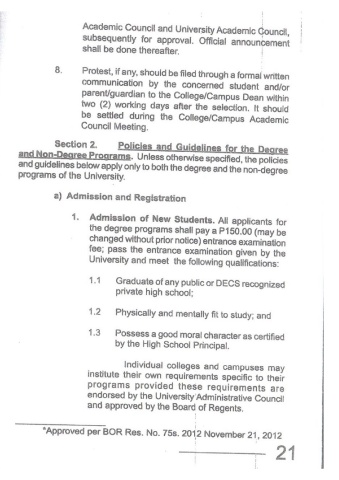 Academic Council and University Academic Council,
subsequently for approval. Official announcement
shall be done thereafter.
8. Protest, if any, should be filed through a formal written
communication by the concerned student and/or
parent/guardian to the College/Campus Dean within
two (2) working days after the selection. It should
be settled during the College/Campus Academic
Council Meeting.
Section 2. Policies and Guidelines for the Degree
and Non-Degree Programs. Unless otherwise specified, the policies
and guidelines below apply only to both the degree and the non-degree
programs of the University.
a) Admission and Registration
1. Admission of New Students. All applicants for
the degree programs shall pay a P150.00 (may be
changed without prior notice) entrance examination
fee; pass the entrance examination given by the
University and meet the following qualifications:
1.1 Graduate of any public or DECS recognized
private high school;
1.2 Physically and mentally fit to study; and
1.3 Possess a good moral character as certified
by the High School Principal.
Individual colleges and campuses may
institute their own requirements specific to their
programs provided these requirements are
endorsed by the University Administrative Council
and approved by the Board of Regents.
*Approved per BOR Res. No. 75s. 2012 November 21, 2012
21